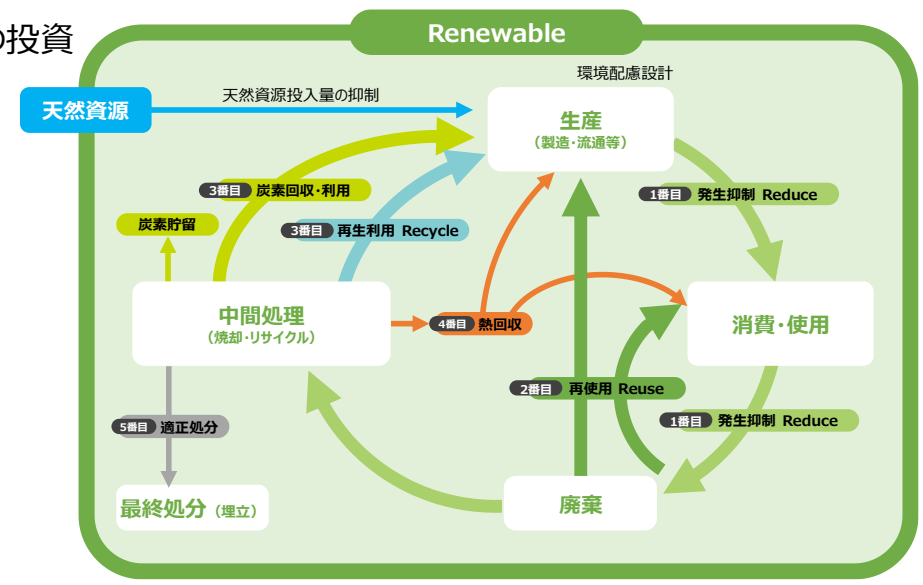 の投資
Renewable
環境配慮設計
天然資源
天然資源投入量の抑制
生産
（製造・流通等）
3番目 炭素回収・利用
1番目 発生抑制 Reduce
炭素貯留
3番目 再生利用 Recycle
中間処理
（焼却・リサイクル）
4番目 熱回収
消費・使用
2番目 再使用 Reuse
1番目 発生抑制 Reduce
5番目 適正処分
最終処分（埋立）
廃棄